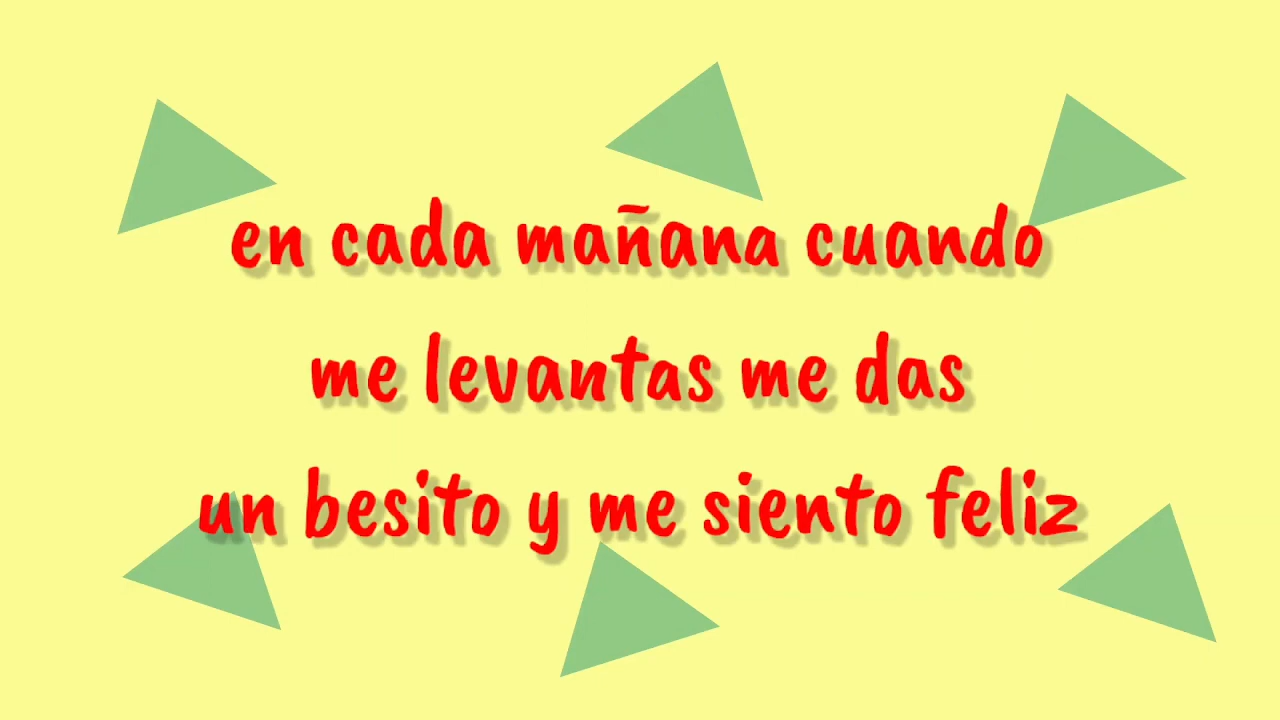 en cada mañana cuando
me levantas me das
un besito y me siento feliz